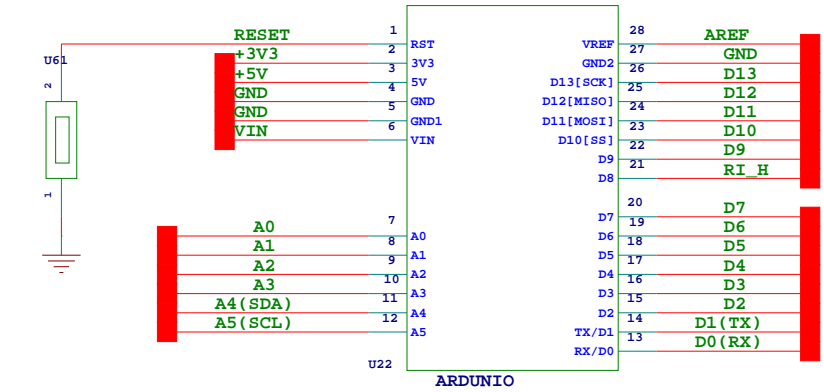 RESET 1 RST
U61
+3V3 2 3V3
+5V 3 5V
GND 4 GND
GND 5 GND1
VIN 6 VIN
2
1
A0 7 A0
A1 8 A1
A2 9 A2
A3 10 A3
A4(SDA) 11 A4
A5(SCL) 12 A5
U22
VREF 28 AREF
GND2 27 GND
D13[SCK] 26 D13
D12[MISO] 25 D12
D11[MOSI] 24 D11
D10[SS] 23 D10
D9 22 D9
D8 21 RI_H
D7 20 D7
D6 19 D6
D5 18 D5
D4 17 D4
D3 16 D3
D2 15 D2
TX/D1 14 D1(TX)
RX/D0 13 D0(RX)
ARDUNIO